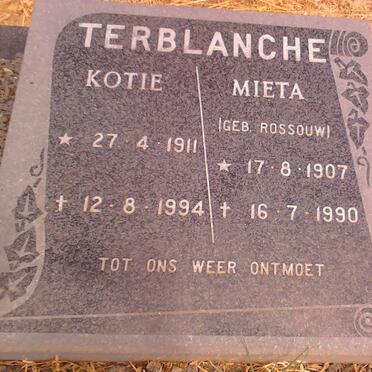 TERBLANCHE
KOTIE
★ 27·4·1911
✝ 12·8·1994
MIETA
(GEB. ROSSOUW)
★ 17·8·1907
✝ 16·7·1990
TOT ONS WEER ONTMOET